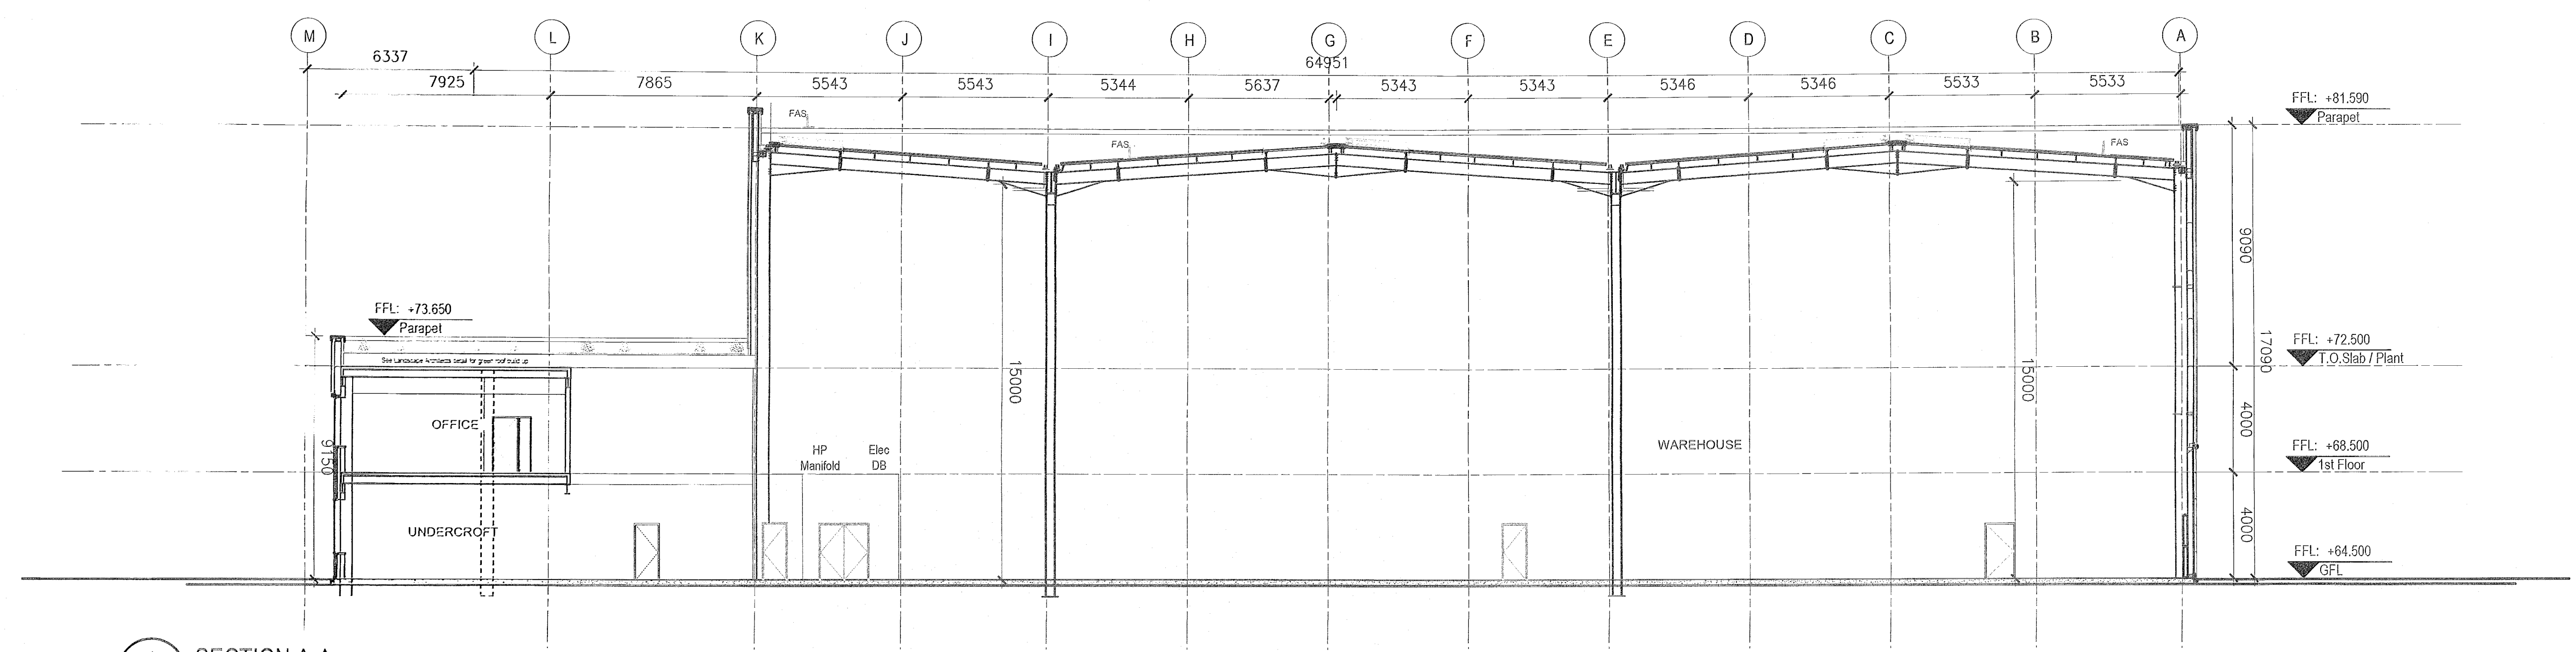 M L K J I H G F E D C B A
6337 64951
7925 7865 5543 5543 5344 5637 5343 5343 5346 5346 5533 5533
FFL: +81.590
Parapet
FAS
FAS
FAS
9090
FFL: +73.650
Parapet
See Landscape Architects detail for green roof build up
FFL: +72.500
T.O.Slab / Plant
17090
15000
15000
OFFICE
9150
HP
Manifold
Elec
DB
WAREHOUSE
4000
FFL: +68.500
1st Floor
UNDERCROFT
4000
FFL: +64.500
GFL